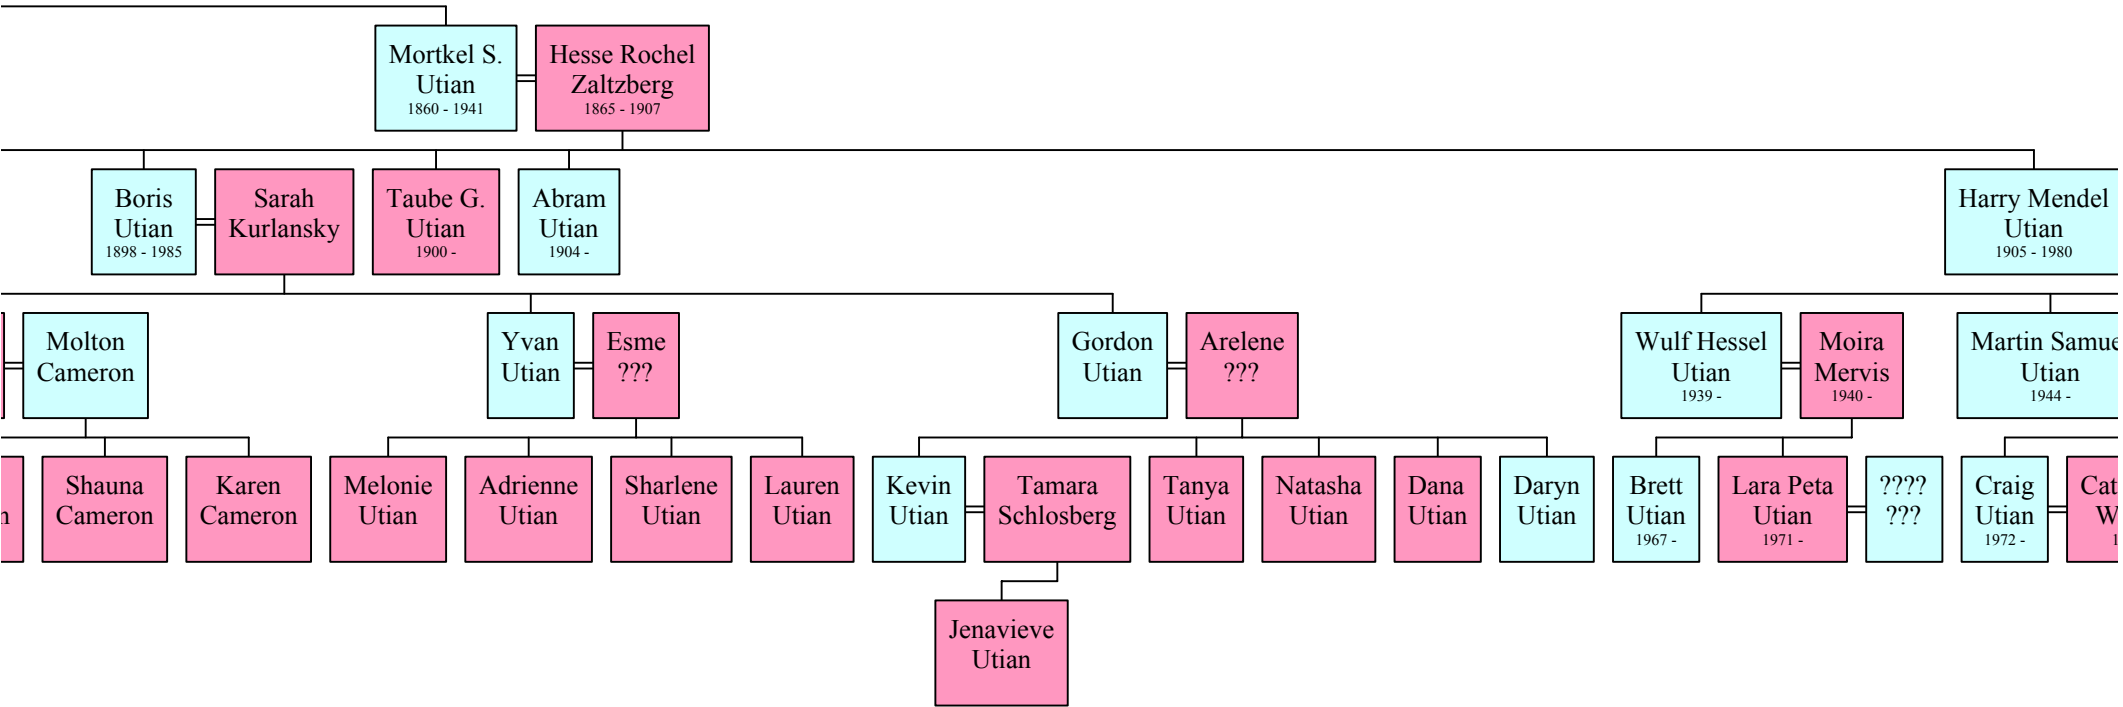 Mortkel S.
Utian
1860 - 1941
Hesse Rochel
Zaltzberg
1865 - 1907
Boris
Utian
1898 - 1985
Sarah
Kurlansky
Taube G.
Utian
1900 -
Abram
Utian
1904 -
Harry Mendel
Utian
1905 - 1980
Molton
Cameron
Yvan
Utian
Esme
???
Gordon
Utian
Arelene
???
Wulf Hessel
Utian
1939 -
Moira
Mervis
1940 -
Martin Samue
Utian
1944 -
Shauna
Cameron
Karen
Cameron
Melonie
Utian
Adrienne
Utian
Sharlene
Utian
Lauren
Utian
Kevin
Utian
Tamara
Schlosberg
Tanya
Utian
Natasha
Utian
Dana
Utian
Daryn
Utian
Brett
Utian
1967 -
Lara Peta
Utian
1971 -
????
???
Craig
Utian
1972 -
Cat
W
1
Jenavieve
Utian